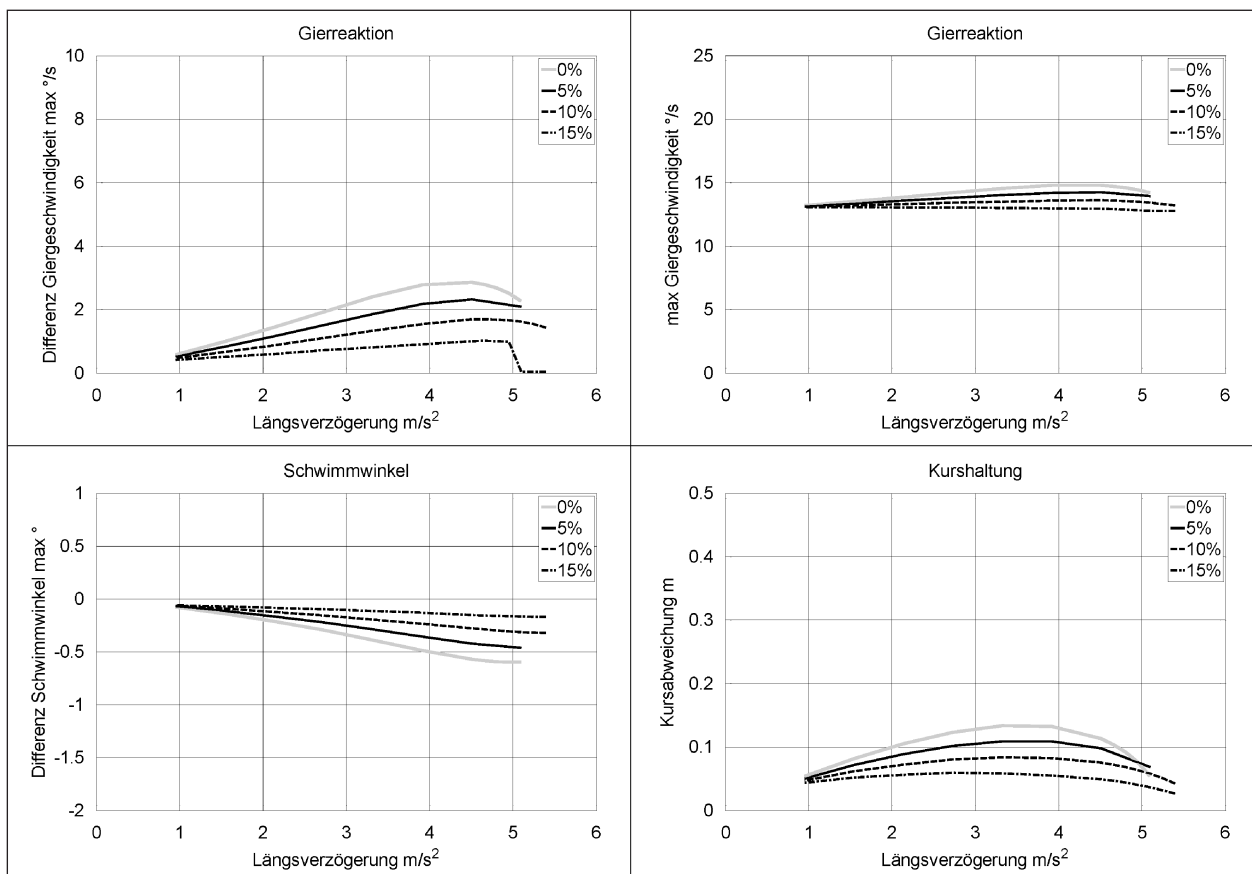 Gierreaktion
Differenz Giergeschwindigkeit max °/s
10
8
6
4
2
0
0%
5%
10%
15%
0 1 2 3 4 5 6
Längsverzögerung m/s²
Gierreaktion
max Giergeschwindigkeit °/s
25
20
15
10
5
0
0%
5%
10%
15%
0 1 2 3 4 5 6
Längsverzögerung m/s²
Schwimmwinkel
Differenz Schwimmwinkel max °
1
0.5
0
-0.5
-1
-1.5
-2
0%
5%
10%
15%
0 1 2 3 4 5 6
Längsverzögerung m/s²
Kurshaltung
Kursabweichung m
0.5
0.4
0.3
0.2
0.1
0
0%
5%
10%
15%
0 1 2 3 4 5 6
Längsverzögerung m/s²